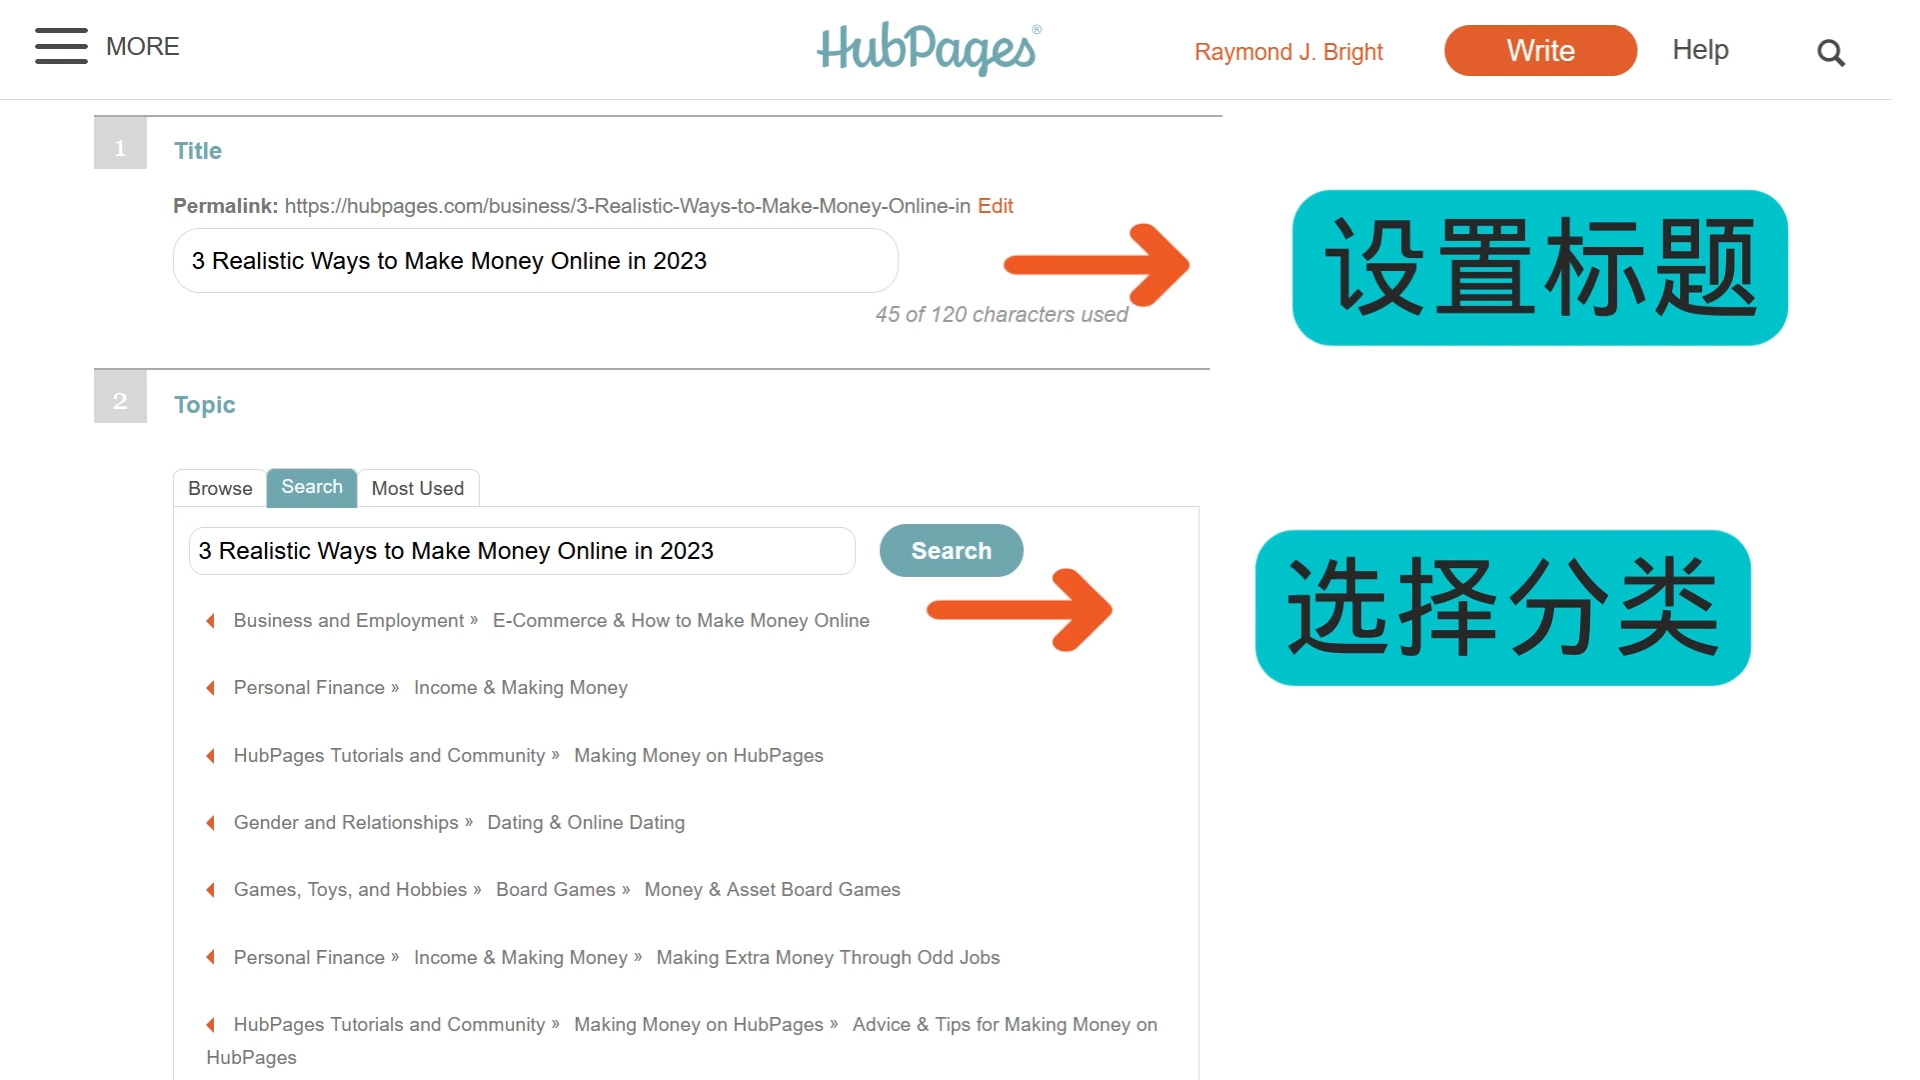 MORE
HubPages®
Raymond J. Bright
Write
Help
1
Title
Permalink: https://hubpages.com/business/3-Realistic-Ways-to-Make-Money-Online-in Edit
3 Realistic Ways to Make Money Online in 2023
45 of 120 characters used
设置标题
2
Topic
Browse
Search
Most Used
3 Realistic Ways to Make Money Online in 2023
Search
Business and Employment » E-Commerce & How to Make Money Online
选择分类
Personal Finance » Income & Making Money
HubPages Tutorials and Community » Making Money on HubPages
Gender and Relationships » Dating & Online Dating
Games, Toys, and Hobbies » Board Games » Money & Asset Board Games
Personal Finance » Income & Making Money » Making Extra Money Through Odd Jobs
HubPages Tutorials and Community » Making Money on HubPages » Advice & Tips for Making Money on
HubPages